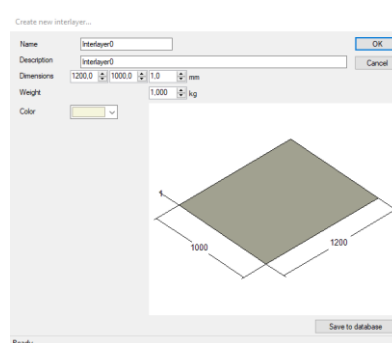 Create new interlayer...
Name Interlayer0 OK
Description Interlayer0 Cancel
Dimensions 1200,0 1000,0 1,0 mm
Weight 1,000 kg
Color
1000
1200
Save to database
Ready